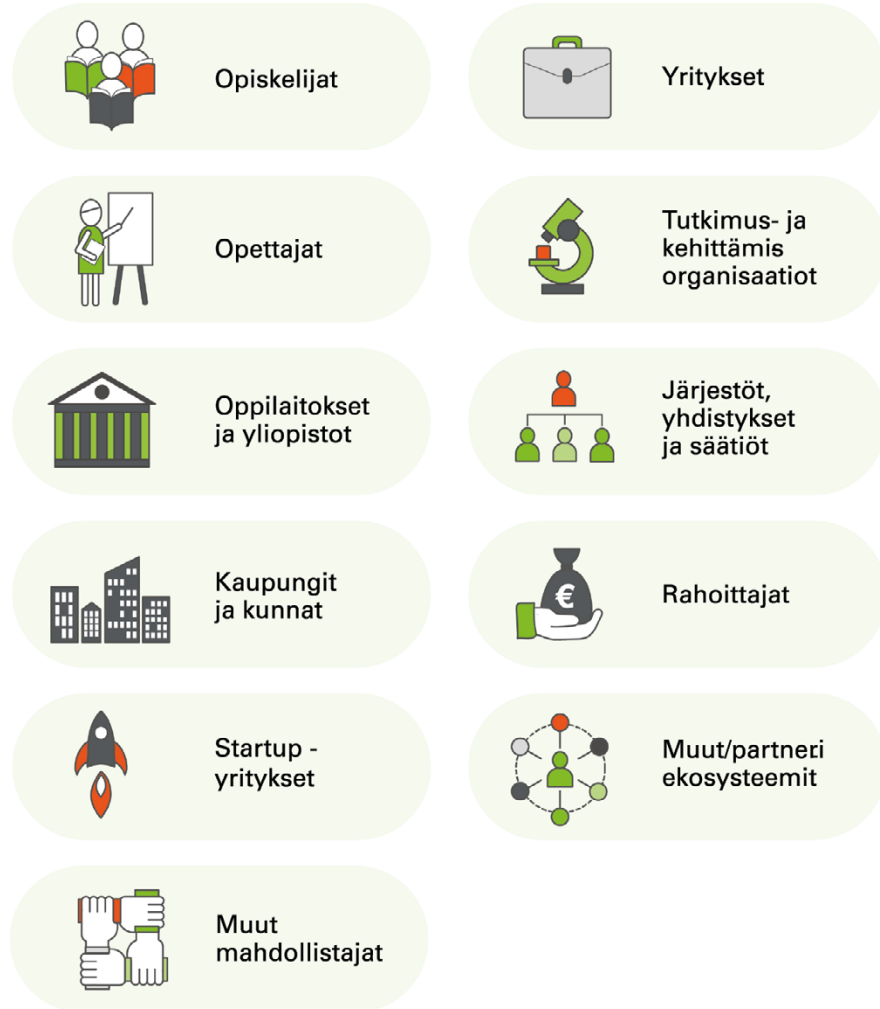 Opiskelijat
Yritykset
Opettajat
Tutkimus- ja
kehittämis
organisaatiot
Oppilaitokset
ja yliopistot
Järjestöt,
yhdistykset
ja säätiöt
Kaupungit
ja kunnat
€
Rahoittajat
Startup -
yritykset
Muut/partneri
ekosysteemit
Muut
mahdollistajat